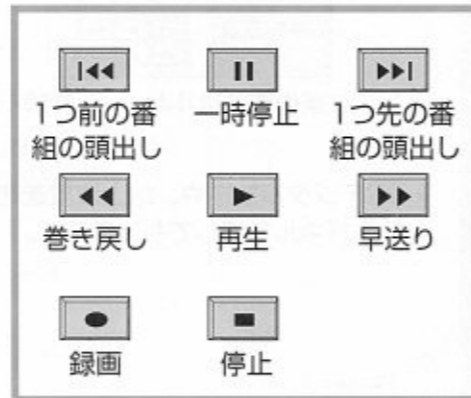 1つ前の番
組の頭出し
一時停止
1つ先の番
組の頭出し
巻き戻し
再生
早送り
録画
停止